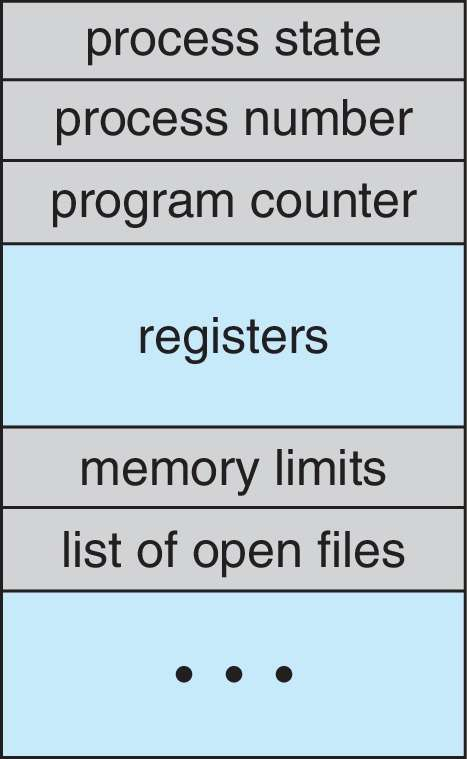 process state
process number
program counter
registers
memory limits
list of open files
• • •